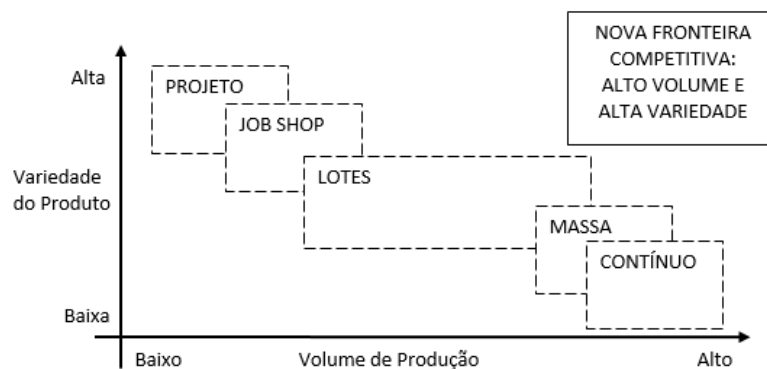 NOVA FRONTEIRA
COMPETITIVA:
ALTO VOLUME E
ALTA VARIEDADE
Alta
PROJETO
JOB SHOP
LOTES
Variedade
do Produto
MASSA
CONTÍNUO
Baixa
Baixo
Volume de Produção
Alto